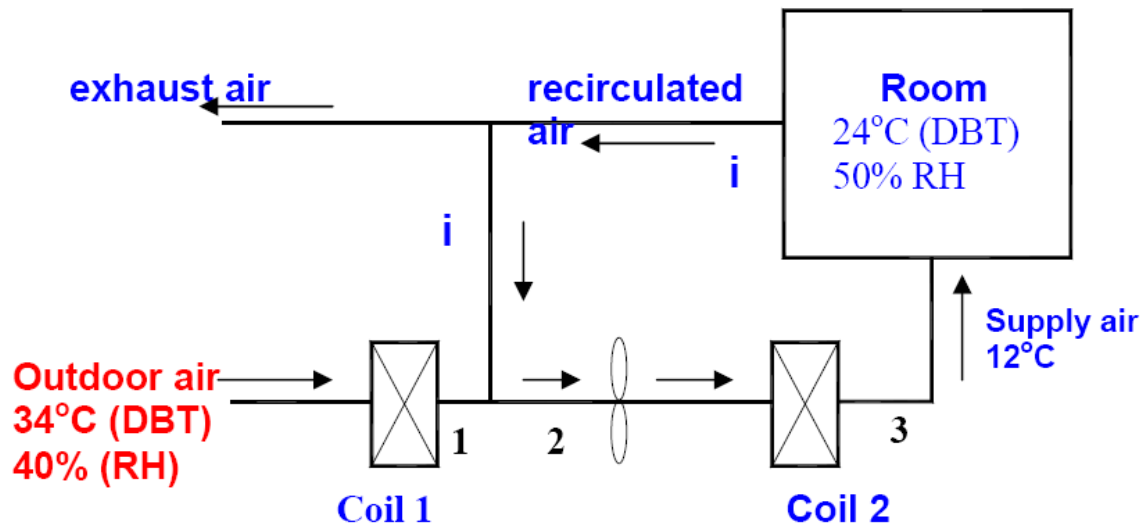 exhaust air
recirculated
air
i
i
Room
24°C (DBT)
50% RH
Supply air
12°C
Outdoor air
34°C (DBT)
40% (RH)
1
2
3
Coil 1
Coil 2